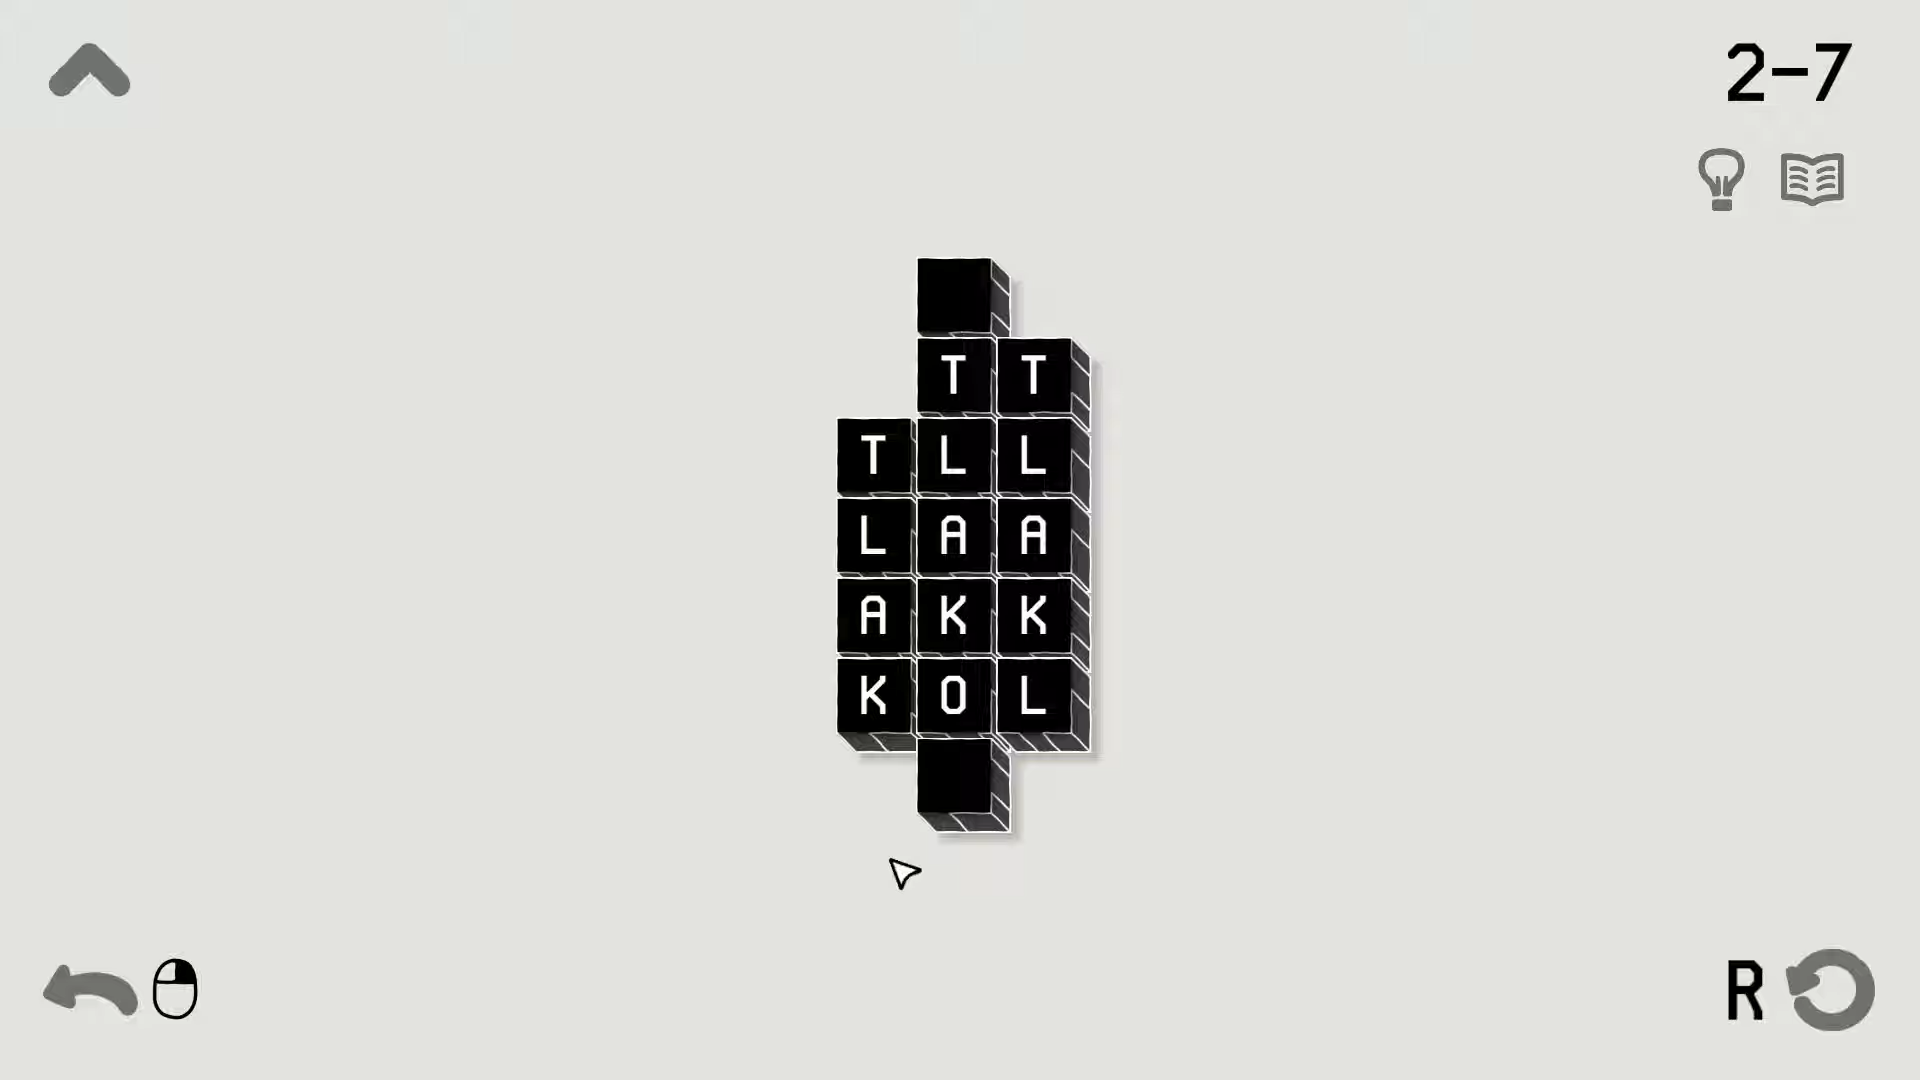 2-7
T T
T L L
L A A
A K K
K O L
R